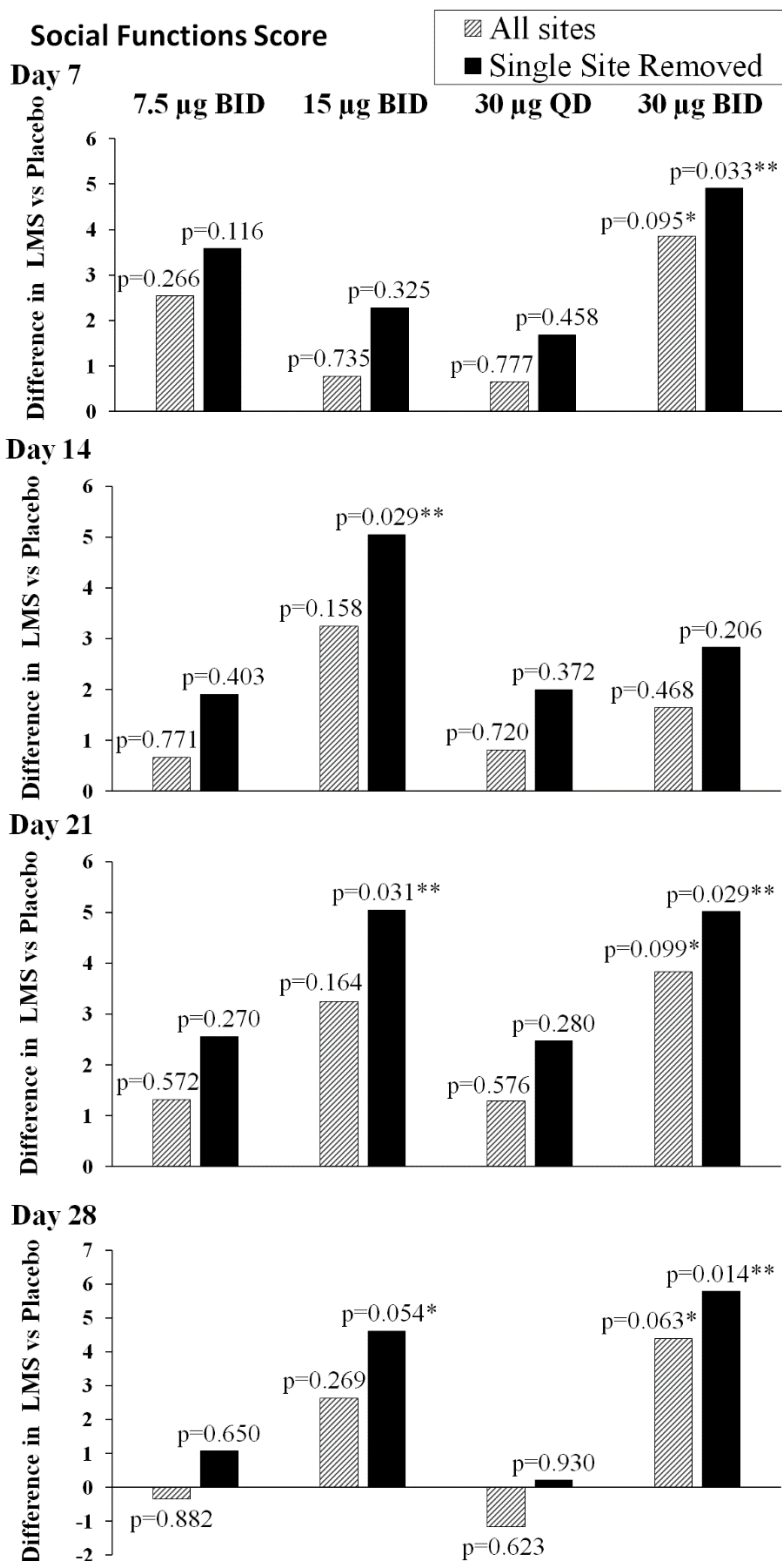 Social Functions Score
All sites
Single Site Removed
Day 7
7.5 µg BID 15 µg BID 30 µg QD 30 µg BID
Difference in LMS vs Placebo
6
5
4
3
2
1
0
p=0.266
p=0.116
p=0.735
p=0.325
p=0.777
p=0.458
p=0.095*
p=0.033**
Day 14
Difference in LMS vs Placebo
6
5
4
3
2
1
0
p=0.771
p=0.403
p=0.158
p=0.029**
p=0.720
p=0.372
p=0.468
p=0.206
Day 21
Difference in LMS vs Placebo
6
5
4
3
2
1
0
p=0.572
p=0.270
p=0.164
p=0.031**
p=0.576
p=0.280
p=0.099*
p=0.029**
Day 28
Difference in LMS vs Placebo
7
6
5
4
3
2
1
0
-1
-2
p=0.882
p=0.650
p=0.269
p=0.054*
p=0.623
p=0.930
p=0.063*
p=0.014**